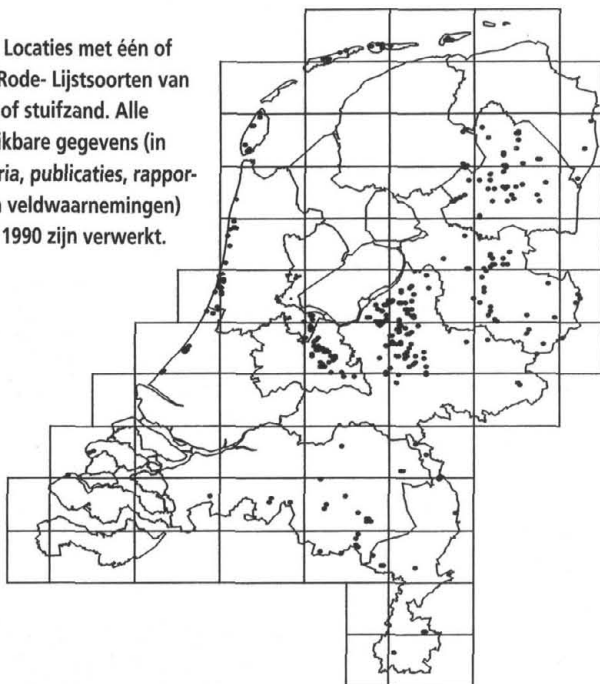 Locaties met één of
Rode- Lijstsoorten van
of stuifzand. Alle
ikbare gegevens (in
ria, publicaties, rappor-
veldwaarnemingen)
1990 zijn verwerkt.